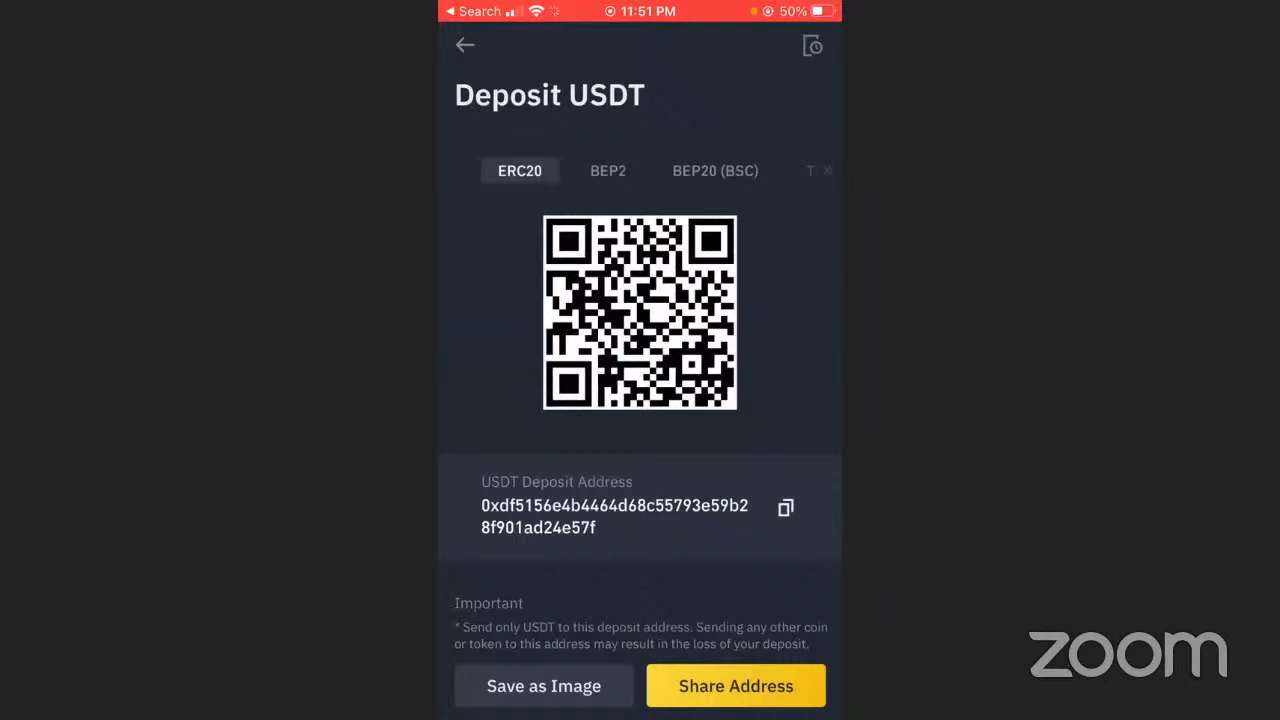 ◀ Search 11:51 PM 50%
Deposit USDT
ERC20 BEP2 BEP20 (BSC) T »
USDT Deposit Address
0xdf5156e4b4464d68c55793e59b2
8f901ad24e57f
Important
* Send only USDT to this deposit address. Sending any other coin
or token to this address may result in the loss of your deposit.
Save as Image Share Address
zoom